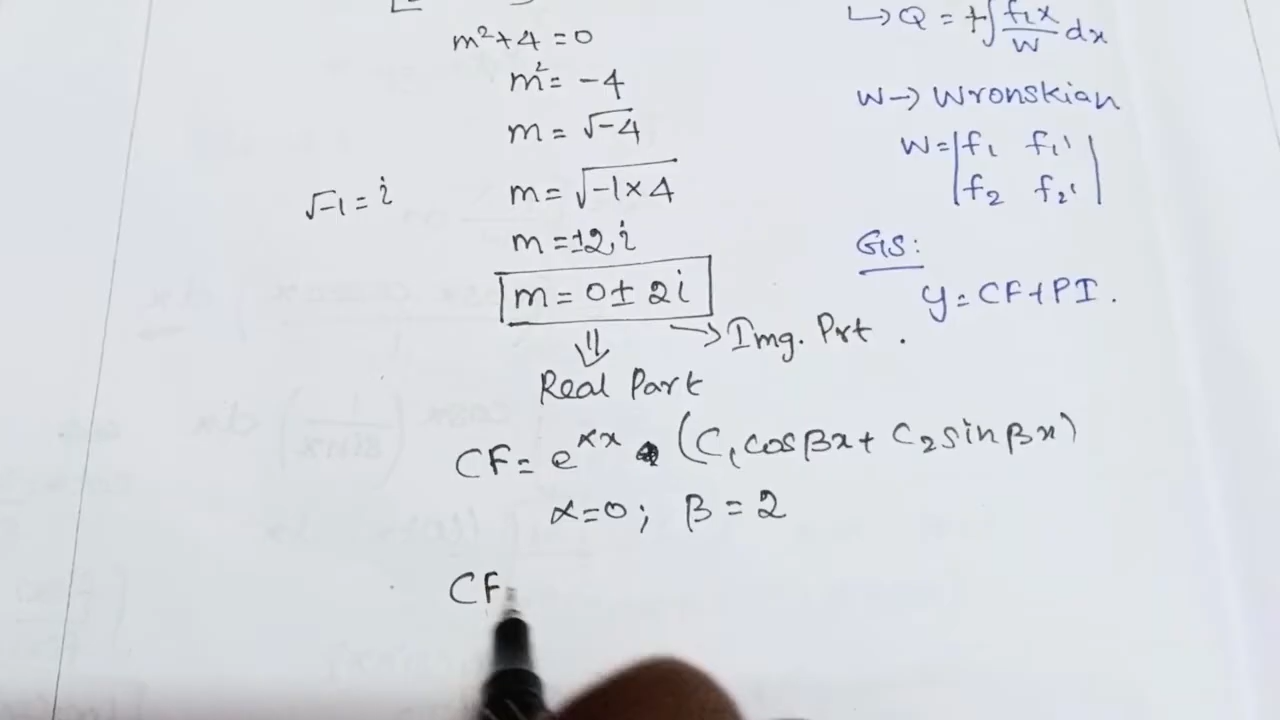 m²+4=0
m²=-4
m=√-4
√-1=i
m=√-1×4
m=±2i
m=0±2i
Img. Prt.
Real Part
CF=e^αx (C₁cosβx+C₂sinβx)
α=0; β=2
CF
↳Q=+∫f₁x/W dx
W→Wronskian
W=|f₁ f₁'|
|f₂ f₂'|
GS:
y=CF+PI.